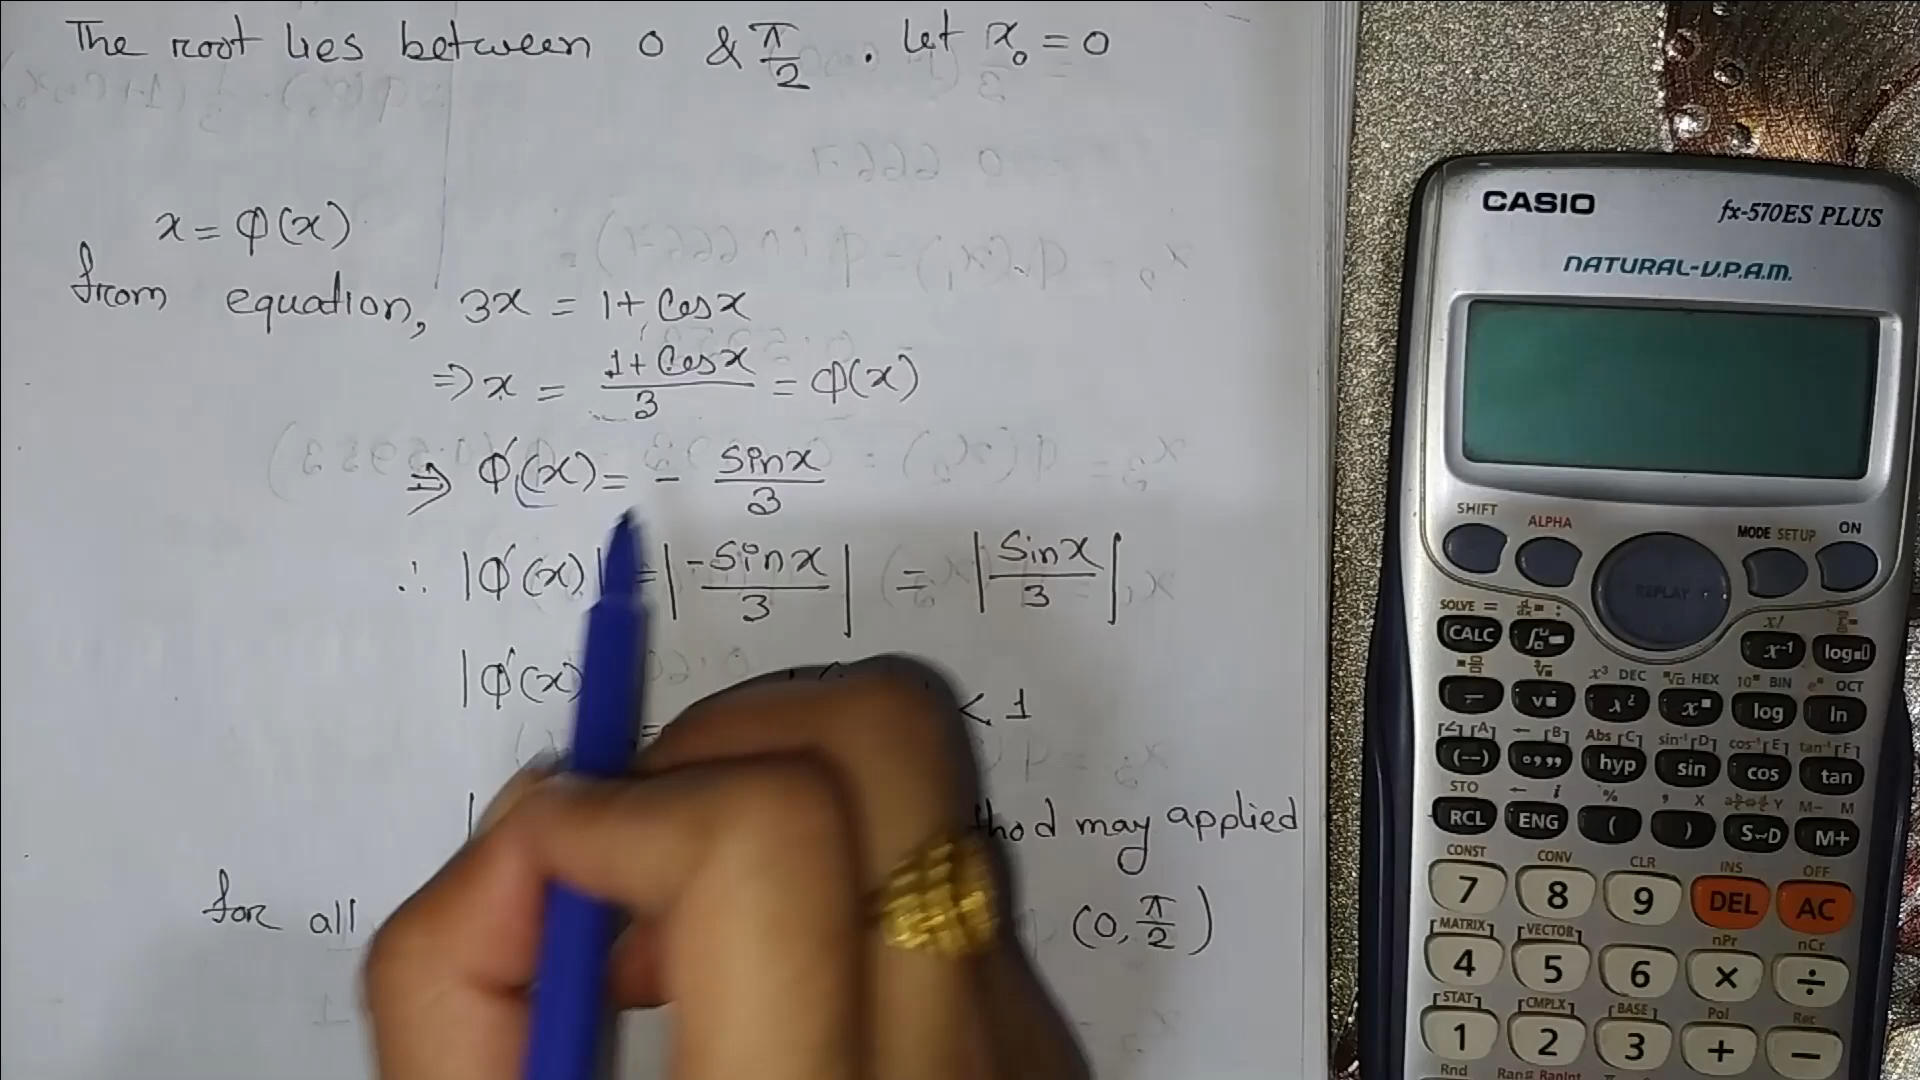 The root lies between 0 & π/2 . Let x₀ = 0
x = φ(x)
from equation, 3x = 1 + Cosx
⇒ x = (1 + Cosx)/3 = φ(x)
⇒ φ'(x) = - sinx/3
∴ |φ'(x)| = |-sinx/3| = |Sinx/3|
|φ'(x) < 1
may applied
for all (0, π/2)
CASIO
fx-570ES PLUS
NATURAL-V.P.A.M.
SHIFT ALPHA MODE SETUP ON
REPLAY
SOLVE = d/dx = : x!
CALC ∫ x⁻¹ log
x³ DEC HEX 10 BIN e OCT
√ x² x log ln
[∠] [A] ← [B] Abs [C] sin⁻¹ [D] cos⁻¹ [E] tan⁻¹ [F]
(−) °,,, hyp sin cos tan
STO ← i % , X Y M− M
RCL ENG ( ) S⇔D M+
CONST CONV CLR INS OFF
7 8 9 DEL AC
MATRIX VECTOR nPr nCr
4 5 6 × ÷
STAT CMPLX BASE Pol Rec
1 2 3 + −
Rnd Ran# RanInt